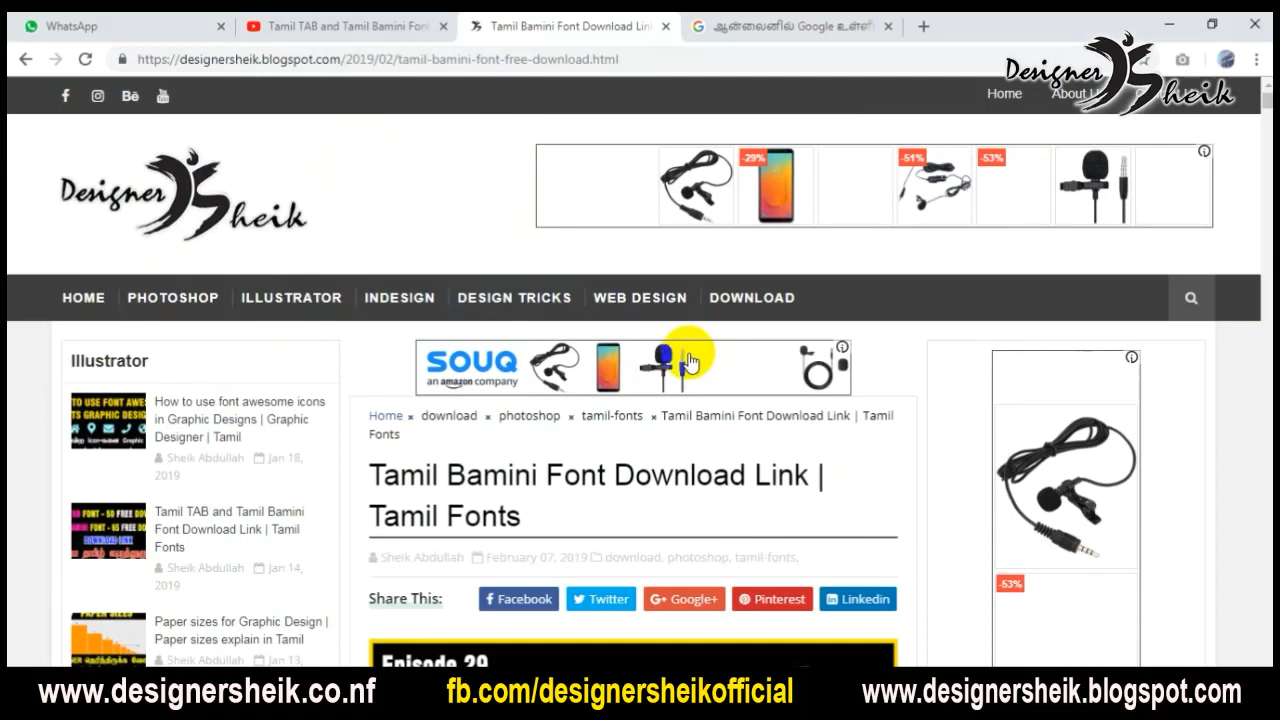 WhatsApp
Tamil TAB and Tamil Bamini Font
Tamil Bamini Font Download Link
ஆன்லைனில் Google உள்ளீ
https://designersheik.blogspot.com/2019/02/tamil-bamini-font-free-download.html
Designer Sheik
Home
About U
Designer Sheik
-29%
-51%
-53%
HOME
PHOTOSHOP
ILLUSTRATOR
INDESIGN
DESIGN TRICKS
WEB DESIGN
DOWNLOAD
Illustrator
How to use font awesome icons
in Graphic Designs | Graphic
Designer | Tamil
Sheik Abdullah Jan 18,
2019
Tamil TAB and Tamil Bamini
Font Download Link | Tamil
Fonts
Sheik Abdullah Jan 14,
2019
PAPER SIZES
Paper sizes for Graphic Design |
Paper sizes explain in Tamil
Sheik Abdullah Jan 13,
SOUQ
an amazon company
Home × download × photoshop × tamil-fonts × Tamil Bamini Font Download Link | Tamil
Fonts
Tamil Bamini Font Download Link |
Tamil Fonts
Sheik Abdullah February 07, 2019 download, photoshop, tamil-fonts,
Share This:
Facebook
Twitter
G+ Google+
Pinterest
Linkedin
Episode 29
-53%
www.designersheik.co.nf
fb.com/designersheikofficial
www.designersheik.blogspot.com